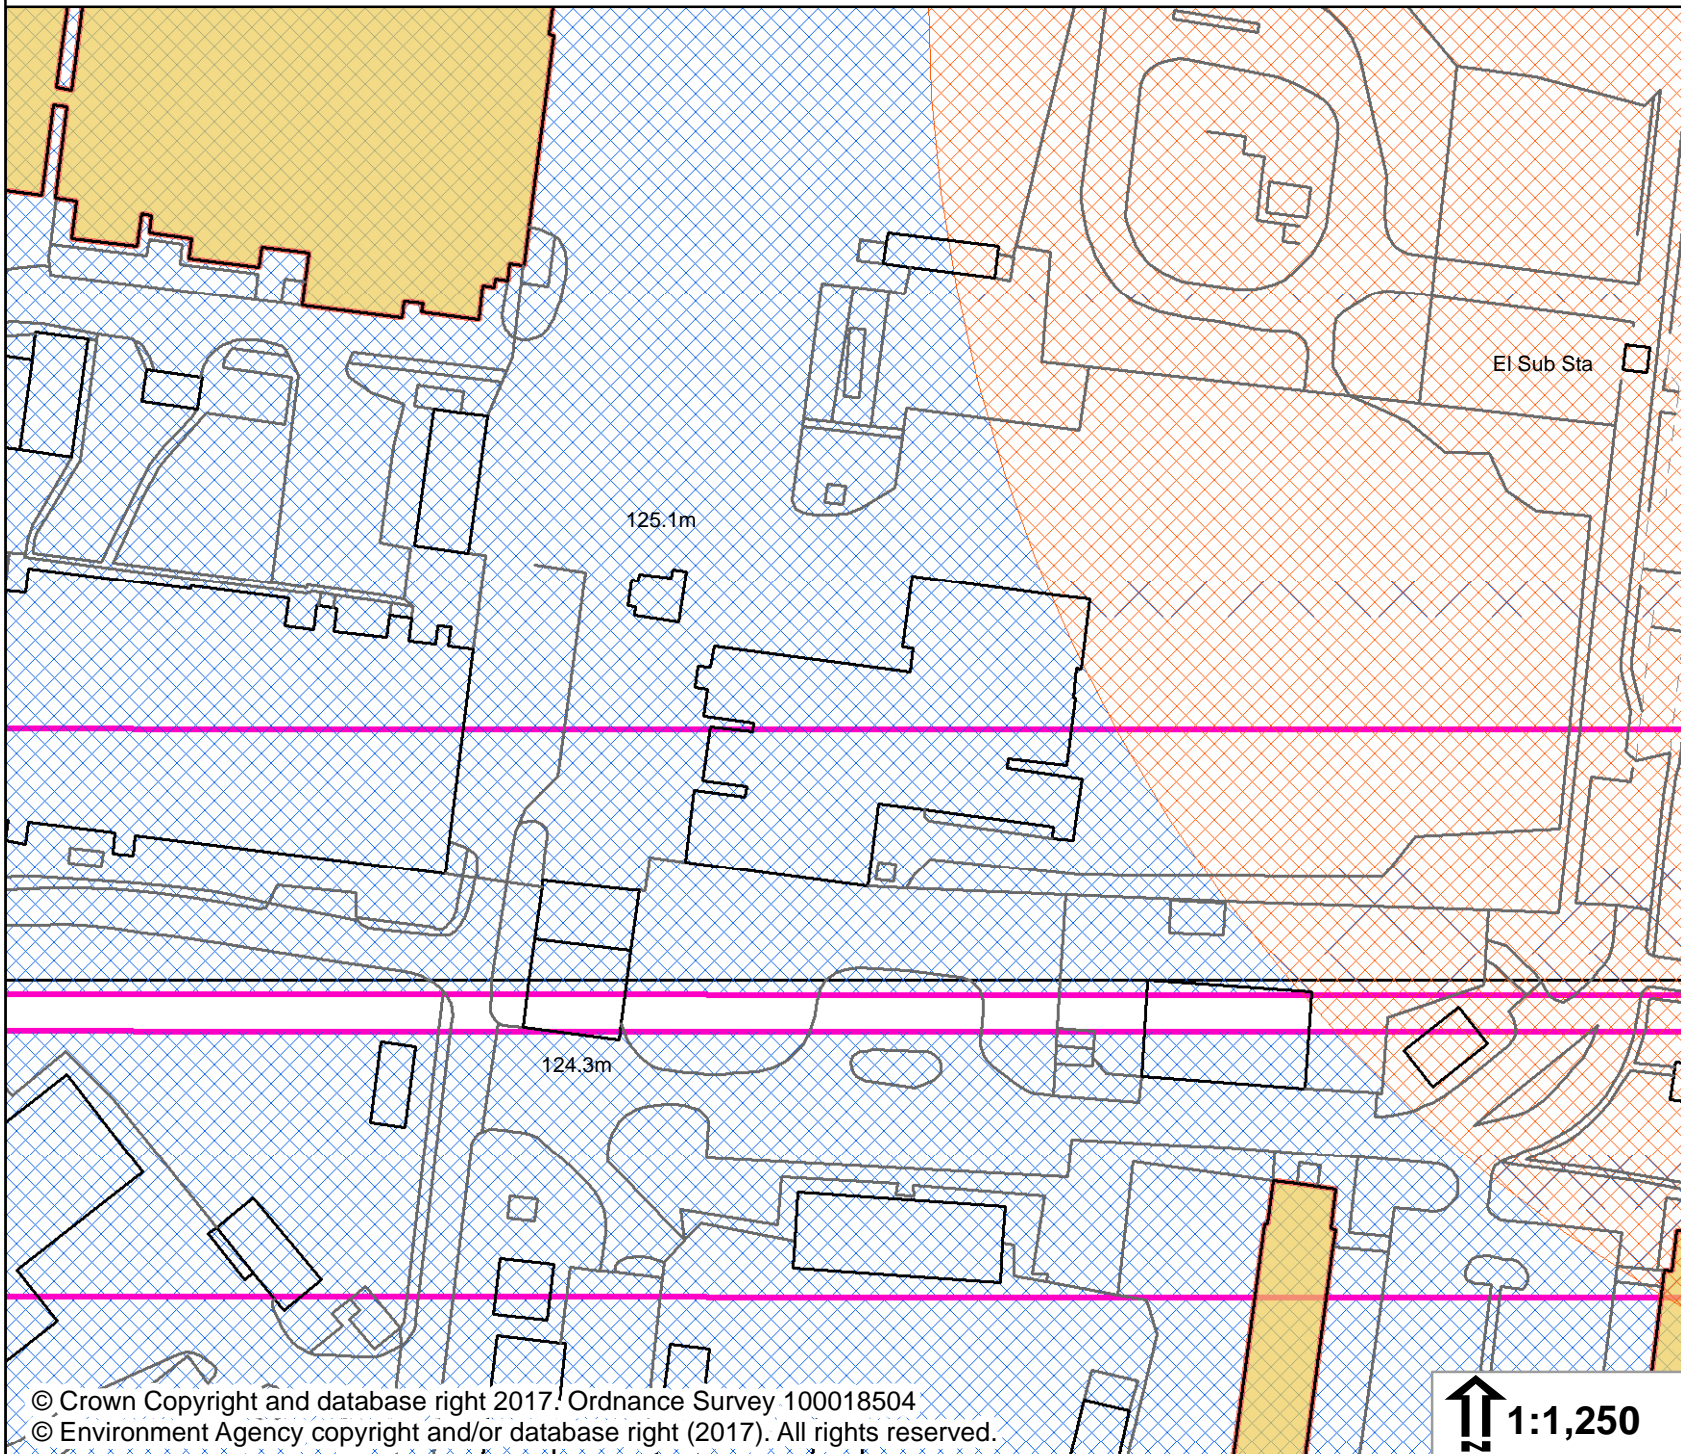 El Sub Sta
125.1m
124.3m
© Crown Copyright and database right 2017. Ordnance Survey 100018504
© Environment Agency copyright and/or database right (2017). All rights reserved.
N
1:1,250